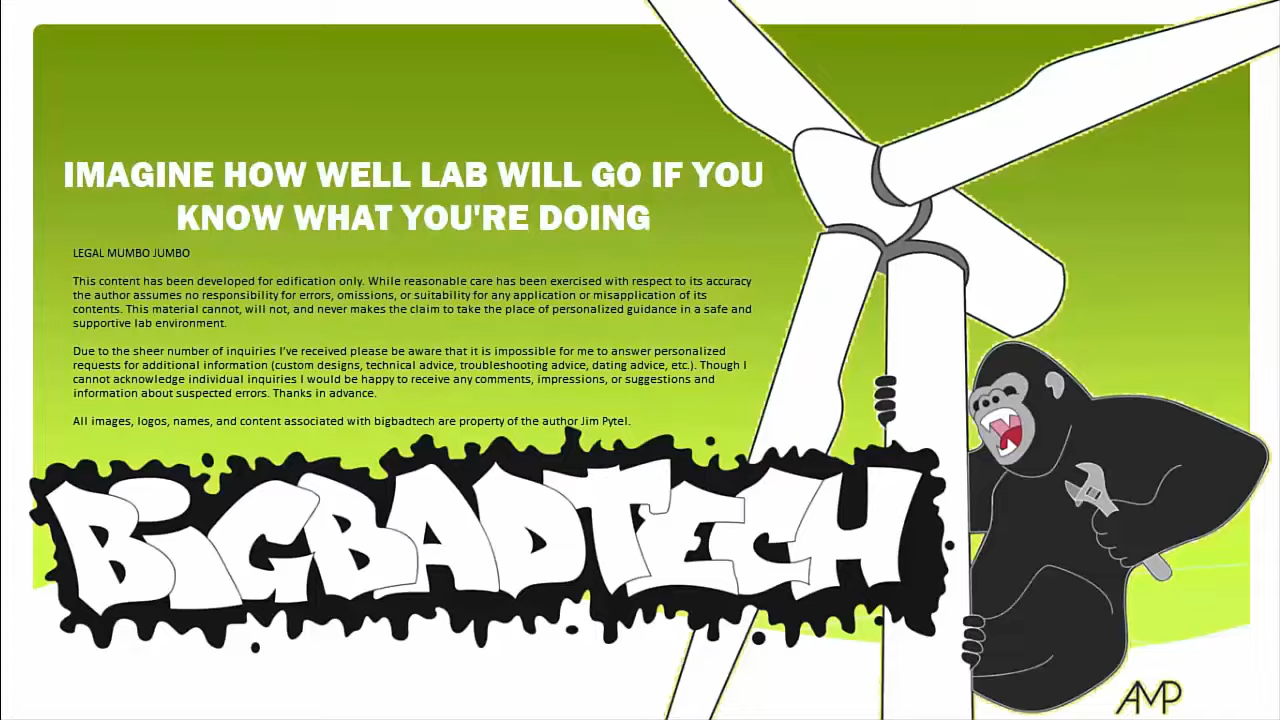 IMAGINE HOW WELL LAB WILL GO IF YOU
KNOW WHAT YOU'RE DOING
LEGAL MUMBO JUMBO
This content has been developed for edification only. While reasonable care has been exercised with respect to its accuracy
the author assumes no responsibility for errors, omissions, or suitability for any application or misapplication of its
contents. This material cannot, will not, and never makes the claim to take the place of personalized guidance in a safe and
supportive lab environment.
Due to the sheer number of inquiries I've received please be aware that it is impossible for me to answer personalized
requests for additional information (custom designs, technical advice, troubleshooting advice, dating advice, etc.). Though I
cannot acknowledge individual inquiries I would be happy to receive any comments, impressions, or suggestions and
information about suspected errors. Thanks in advance.
All images, logos, names, and content associated with bigbadtech are property of the author Jim Pytel.
BiGBADTECH
AMP